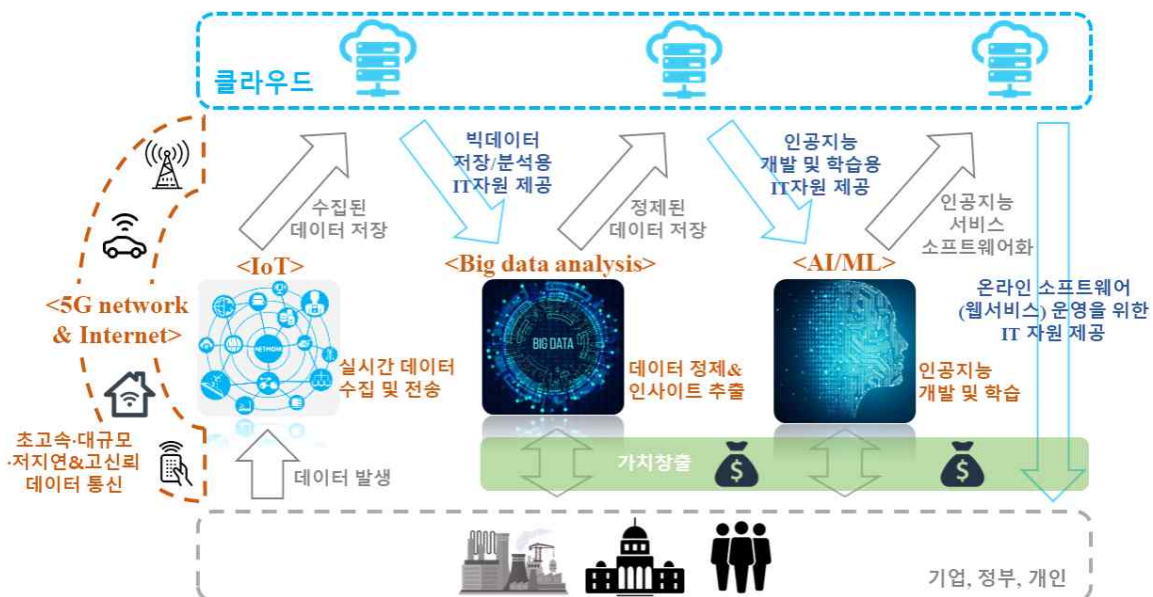 클라우드
빅데이터
저장/분석용
IT자원 제공
인공지능
개발 및 학습용
IT자원 제공
수집된
데이터 저장
정제된
데이터 저장
인공지능
서비스
소프트웨어화
<IoT>
<Big data analysis>
<AI/ML>
<5G network
& Internet>
온라인 소프트웨어
(웹서비스) 운영을 위한
IT 자원 제공
NETWORK
BIG DATA
실시간 데이터
수집 및 전송
데이터 정제&
인사이트 추출
인공지능
개발 및 학습
초고속·대규모
·저지연&고신뢰
데이터 통신
데이터 발생
가치창출
$
$
기업, 정부, 개인